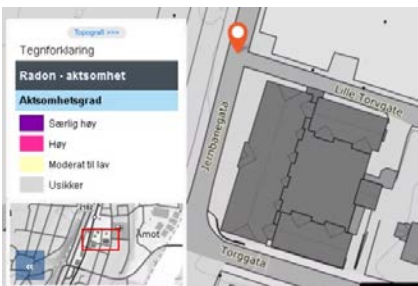 Topografi >>>
Tegnforklaring
Radon - aktsomhet
Aktsomhetsgrad
Særlig høy
Høy
Moderat til lav
Usikker
Åmot
«
Jernbanegata
Lille Torvgate
Torggata